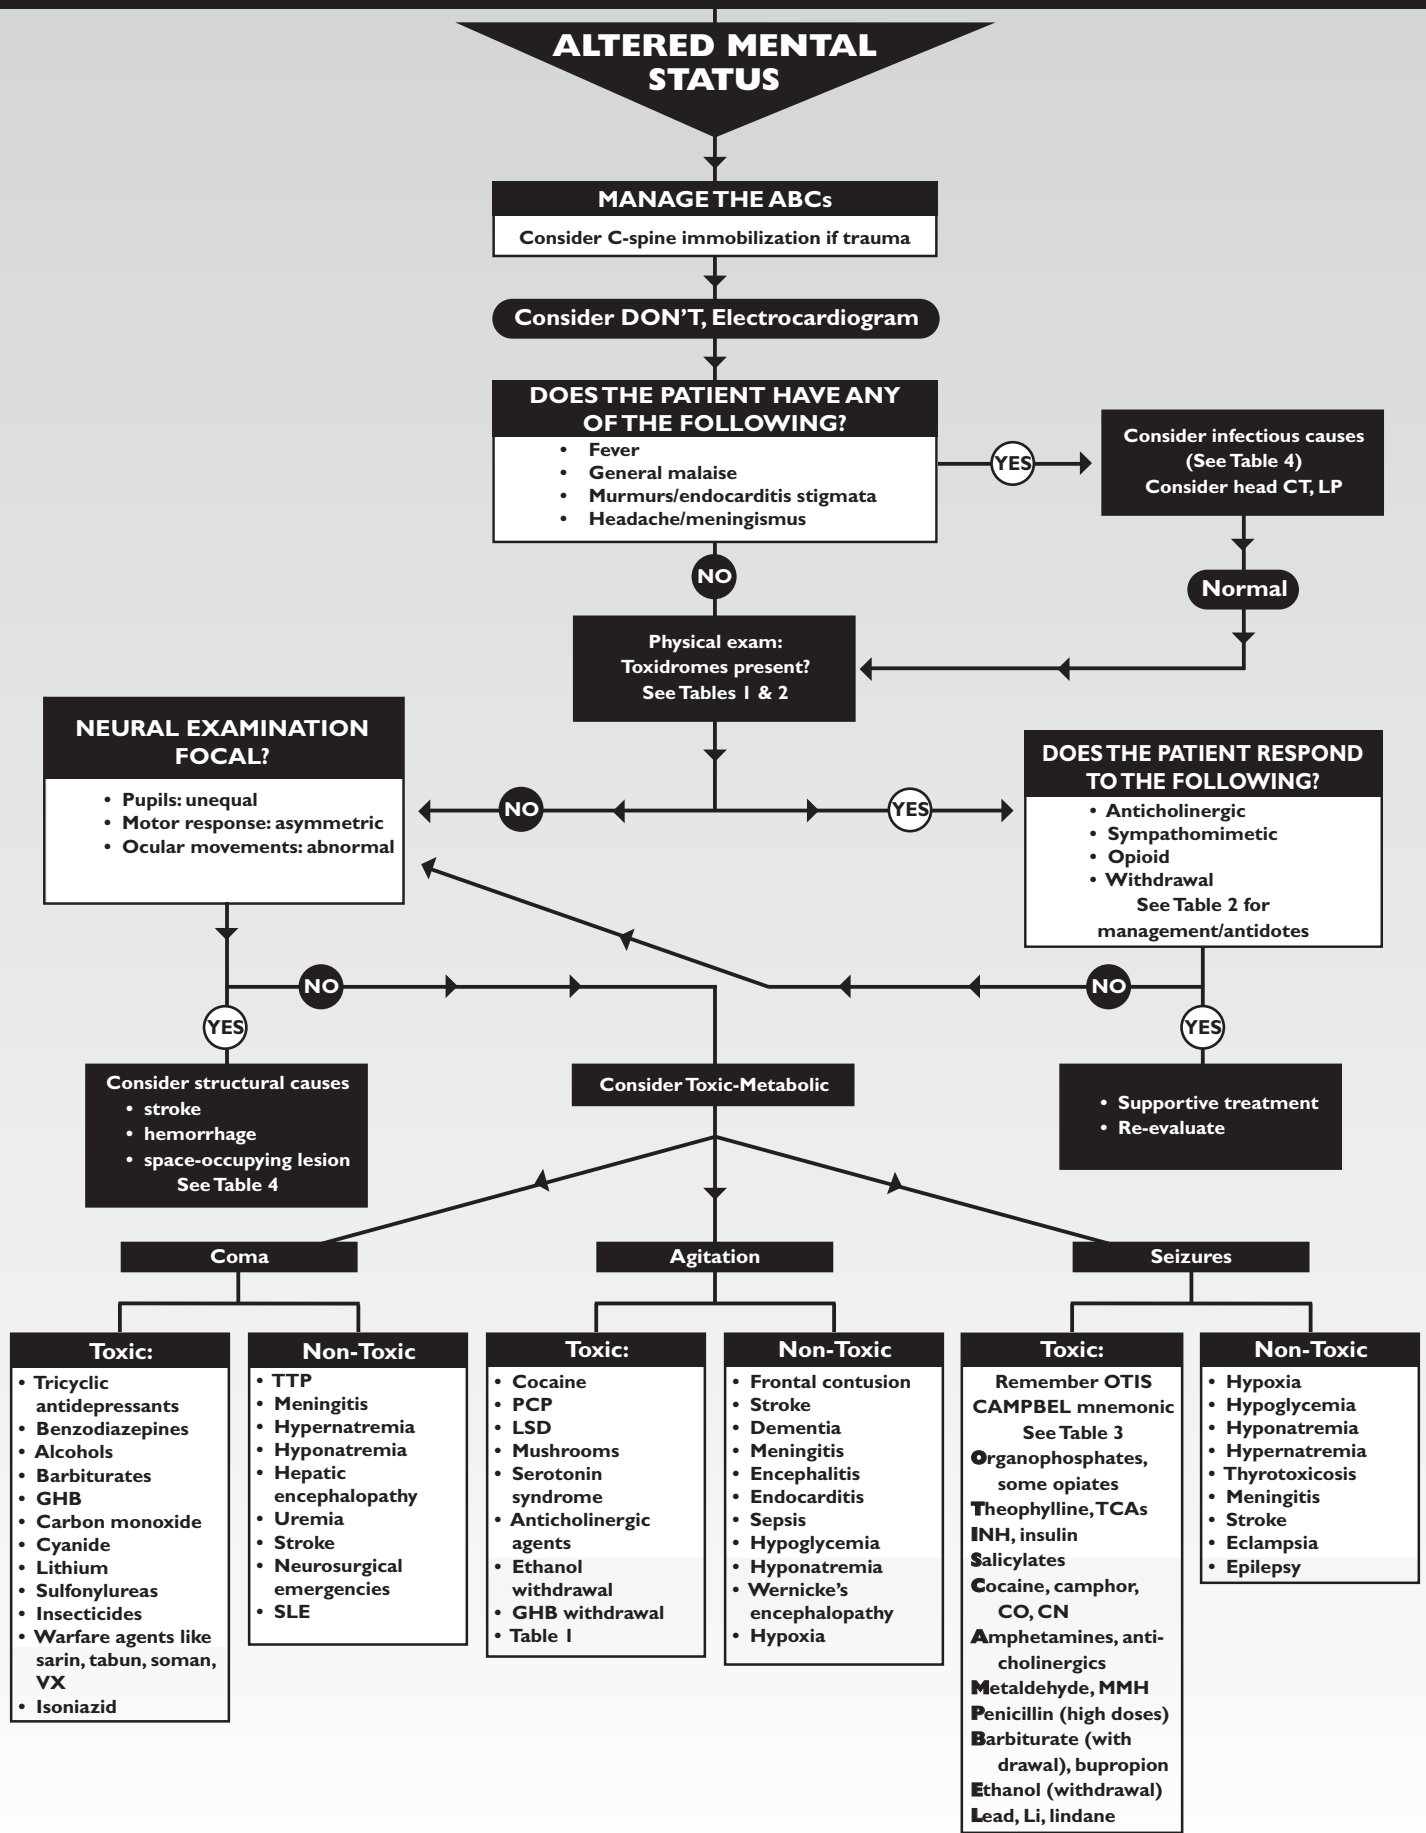 ALTERED MENTAL
STATUS
MANAGE THE ABCs
Consider C-spine immobilization if trauma
Consider DON'T, Electrocardiogram
DOES THE PATIENT HAVE ANY
OF THE FOLLOWING?
• Fever
• General malaise
• Murmurs/endocarditis stigmata
• Headache/meningismus
YES
Consider infectious causes
(See Table 4)
Consider head CT, LP
NO
Normal
Physical exam:
Toxidromes present?
See Tables 1 & 2
NEURAL EXAMINATION
FOCAL?
• Pupils: unequal
• Motor response: asymmetric
• Ocular movements: abnormal
NO
YES
DOES THE PATIENT RESPOND
TO THE FOLLOWING?
• Anticholinergic
• Sympathomimetic
• Opioid
• Withdrawal
See Table 2 for
management/antidotes
NO
NO
YES
YES
Consider structural causes
• stroke
• hemorrhage
• space-occupying lesion
See Table 4
Consider Toxic-Metabolic
• Supportive treatment
• Re-evaluate
Coma
Agitation
Seizures
Toxic:
• Tricyclic
antidepressants
• Benzodiazepines
• Alcohols
• Barbiturates
• GHB
• Carbon monoxide
• Cyanide
• Lithium
• Sulfonylureas
• Insecticides
• Warfare agents like
sarin, tabun, soman,
VX
• Isoniazid
Non-Toxic
• TTP
• Meningitis
• Hypernatremia
• Hyponatremia
• Hepatic
encephalopathy
• Uremia
• Stroke
• Neurosurgical
emergencies
• SLE
Toxic:
• Cocaine
• PCP
• LSD
• Mushrooms
• Serotonin
syndrome
• Anticholinergic
agents
• Ethanol
withdrawal
• GHB withdrawal
• Table 1
Non-Toxic
• Frontal contusion
• Stroke
• Dementia
• Meningitis
• Encephalitis
• Endocarditis
• Sepsis
• Hypoglycemia
• Hyponatremia
• Wernicke's
encephalopathy
• Hypoxia
Toxic:
Remember OTIS
CAMPBEL mnemonic
See Table 3
Organophosphates,
some opiates
Theophylline, TCAs
INH, insulin
Salicylates
Cocaine, camphor,
CO, CN
Amphetamines, anti-
cholinergics
Metaldehyde, MMH
Penicillin (high doses)
Barbiturate (with
drawal), bupropion
Ethanol (withdrawal)
Lead, Li, lindane
Non-Toxic
• Hypoxia
• Hypoglycemia
• Hyponatremia
• Hypernatremia
• Thyrotoxicosis
• Meningitis
• Stroke
• Eclampsia
• Epilepsy